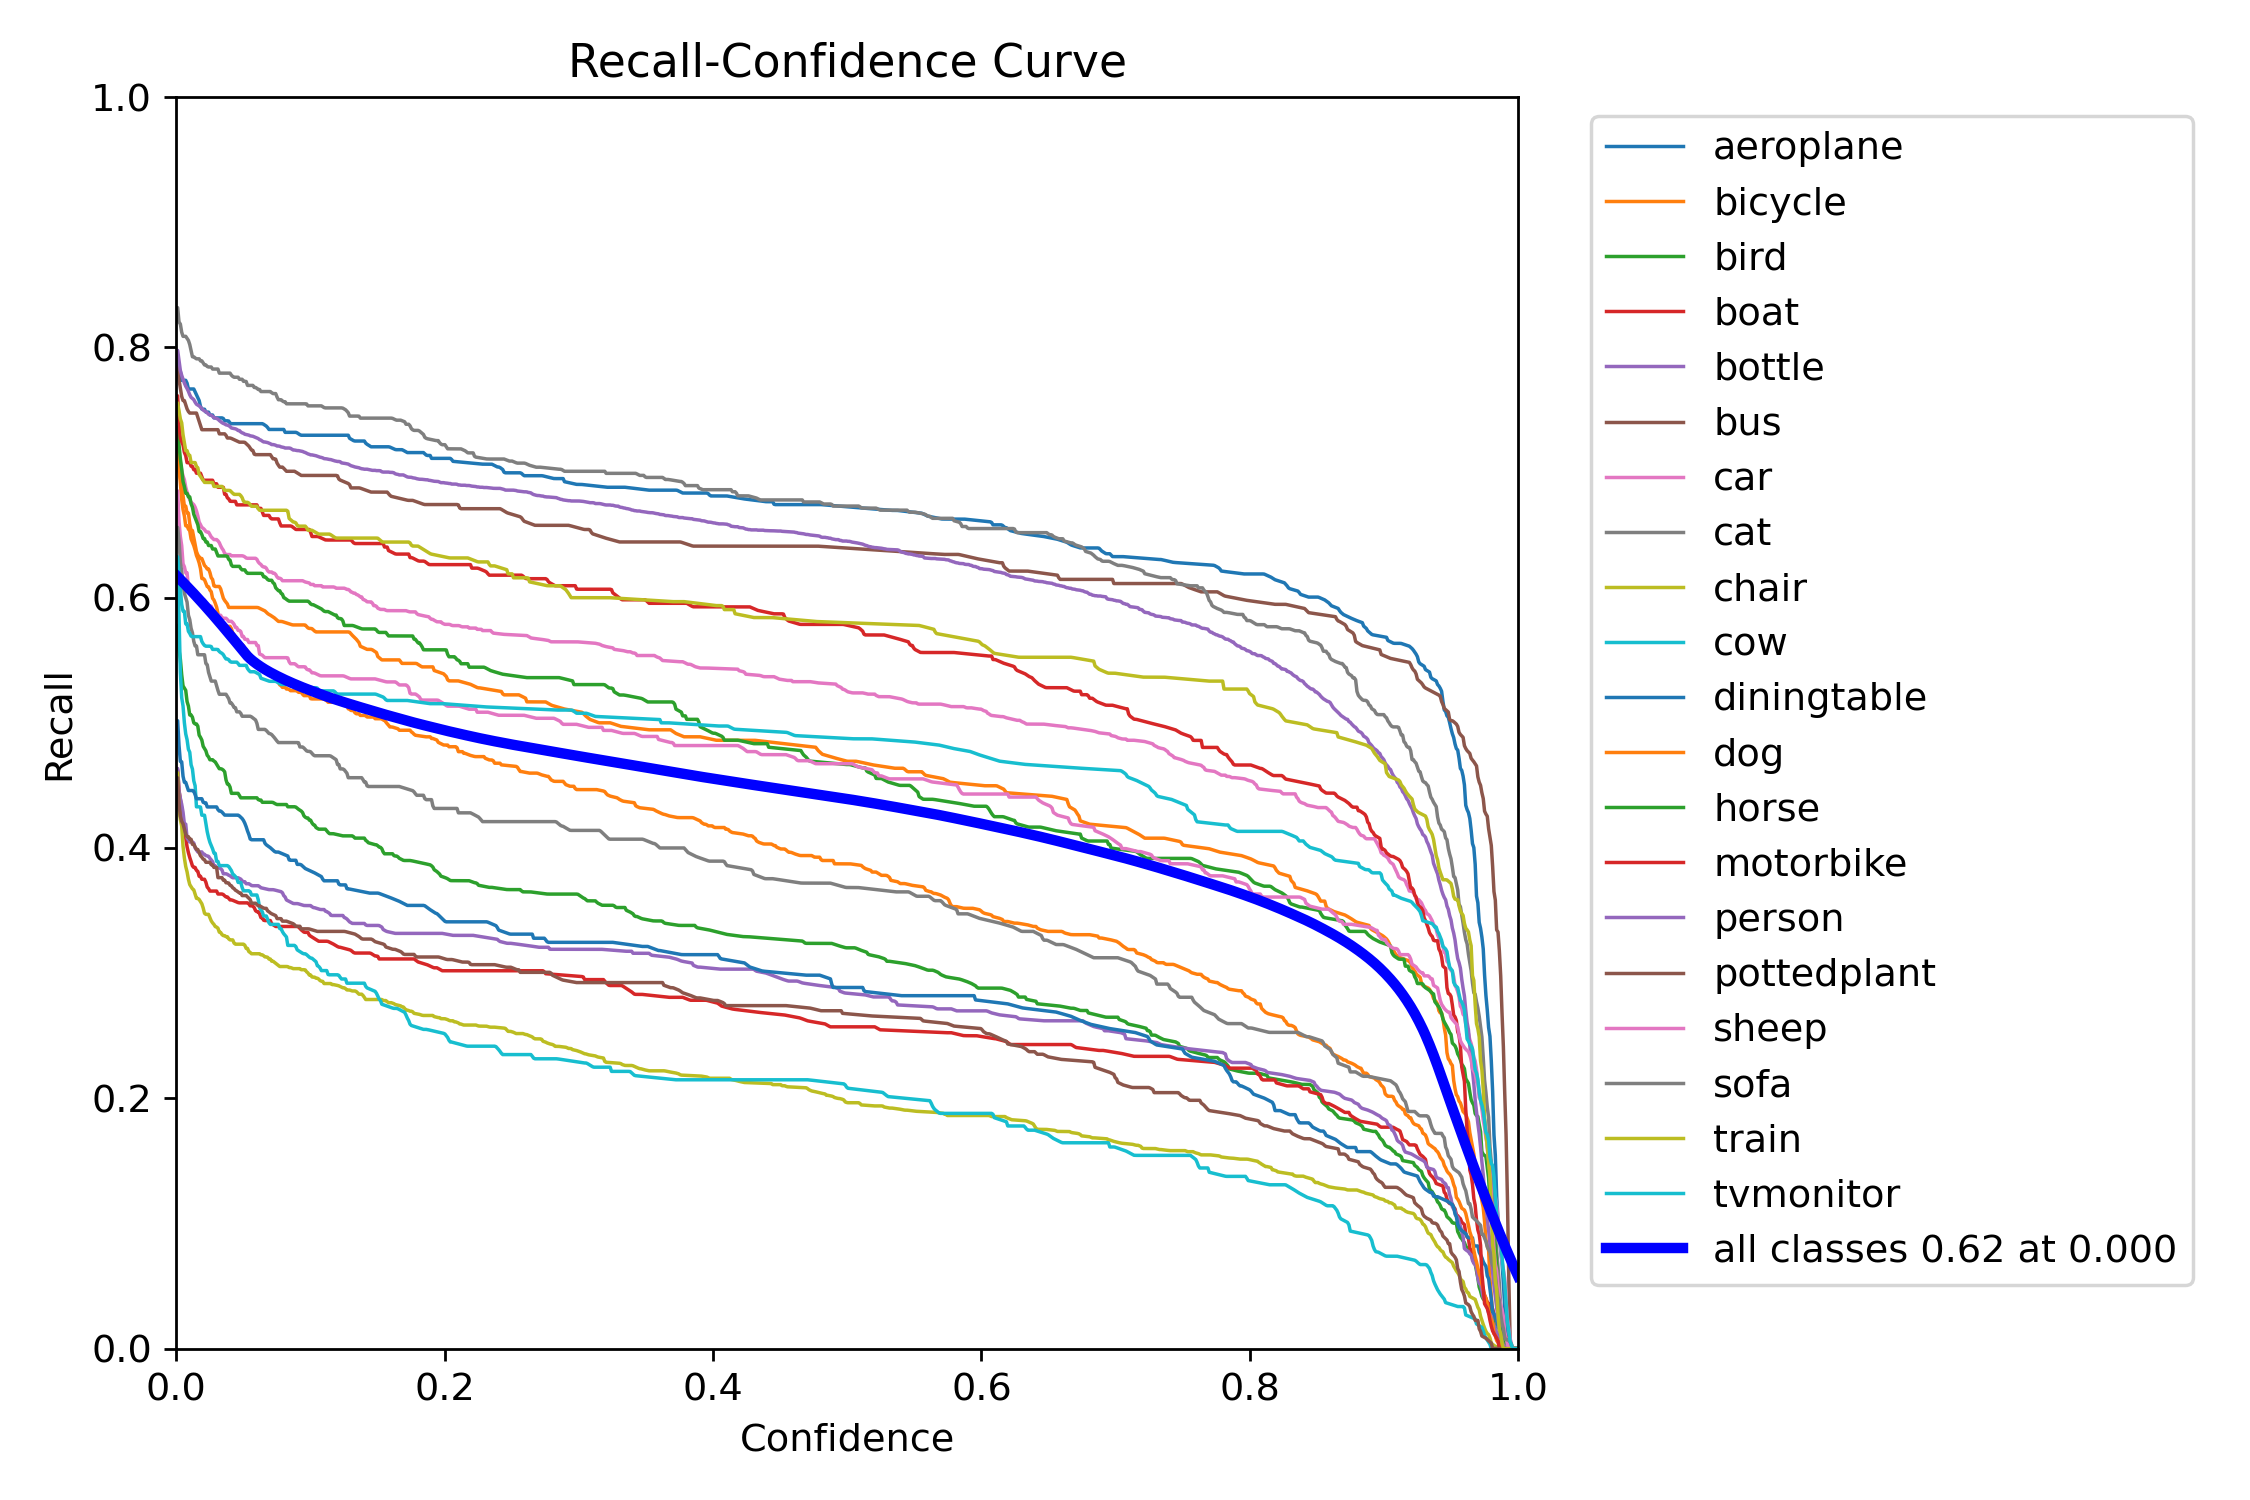 Recall-Confidence Curve
1.0
0.8
0.6
0.4
0.2
0.0
Recall
0.0 0.2 0.4 0.6 0.8 1.0
Confidence
aeroplane
bicycle
bird
boat
bottle
bus
car
cat
chair
cow
diningtable
dog
horse
motorbike
person
pottedplant
sheep
sofa
train
tvmonitor
all classes 0.62 at 0.000